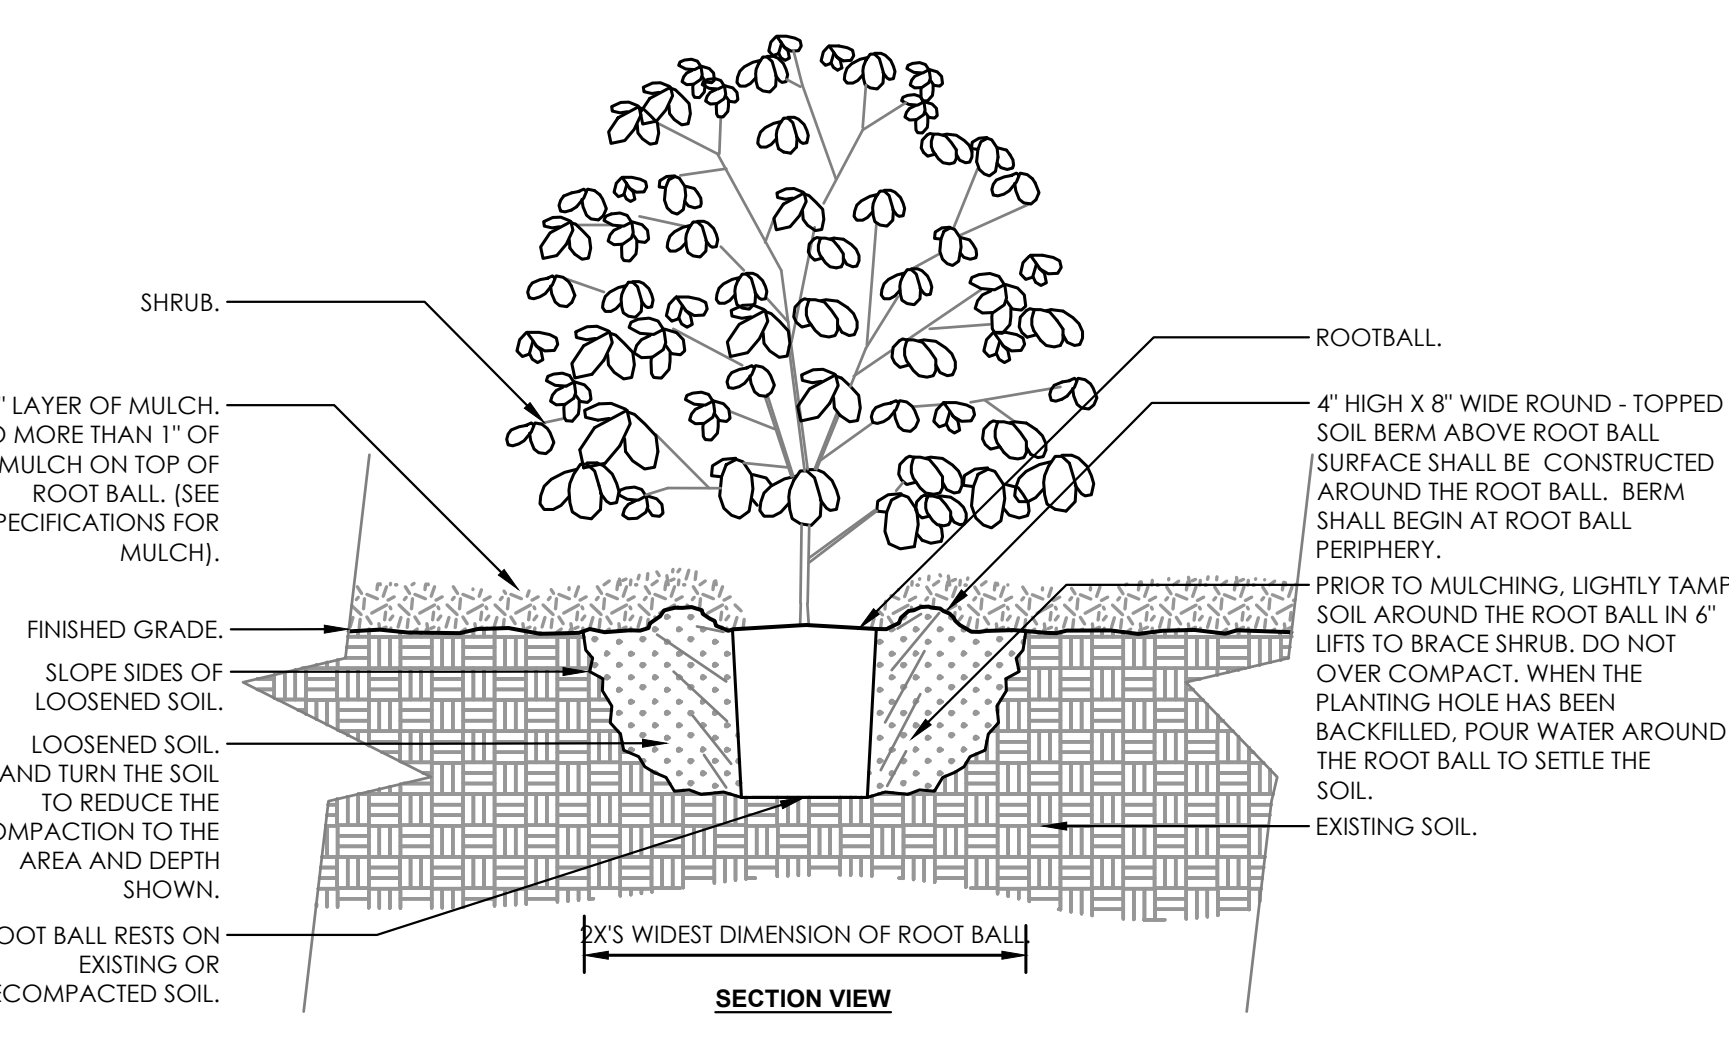 SHRUB.
" LAYER OF MULCH.
MORE THAN 1" OF
MULCH ON TOP OF
ROOT BALL. (SEE
PECIFICATIONS FOR
MULCH).
FINISHED GRADE.
SLOPE SIDES OF
LOOSENED SOIL.
LOOSENED SOIL.
AND TURN THE SOIL
TO REDUCE THE
OMPACTION TO THE
AREA AND DEPTH
SHOWN.
OOT BALL RESTS ON
EXISTING OR
ECOMPACTED SOIL.
ROOTBALL.
4" HIGH X 8" WIDE ROUND - TOPPED
SOIL BERM ABOVE ROOT BALL
SURFACE SHALL BE CONSTRUCTED
AROUND THE ROOT BALL. BERM
SHALL BEGIN AT ROOT BALL
PERIPHERY.
PRIOR TO MULCHING, LIGHTLY TAMP
SOIL AROUND THE ROOT BALL IN 6"
LIFTS TO BRACE SHRUB. DO NOT
OVER COMPACT. WHEN THE
PLANTING HOLE HAS BEEN
BACKFILLED, POUR WATER AROUND
THE ROOT BALL TO SETTLE THE
SOIL.
EXISTING SOIL.
2X'S WIDEST DIMENSION OF ROOT BALL.
SECTION VIEW